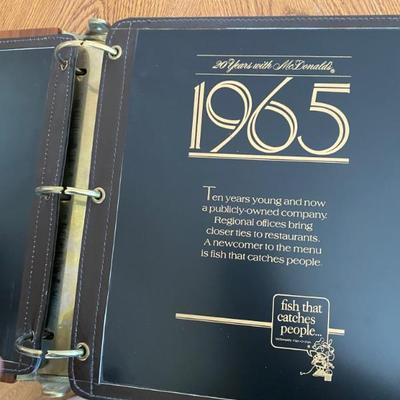 20 Years with McDonald's®
1965
Ten years young and now
a publicly-owned company.
Regional offices bring
closer ties to restaurants.
A newcomer to the menu
is fish that catches people.
fish that
catches
people...